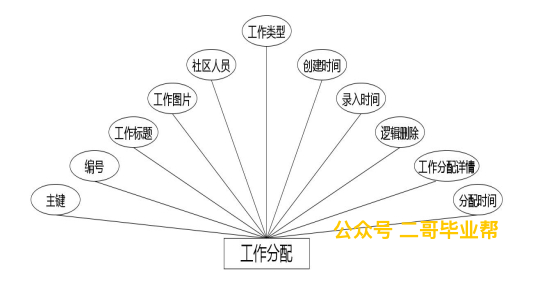 工作类型
社区人员
创建时间
工作图片
录入时间
工作标题
逻辑删除
编号
工作分配详情
主键
分配时间
公众号 二哥毕业帮
工作分配